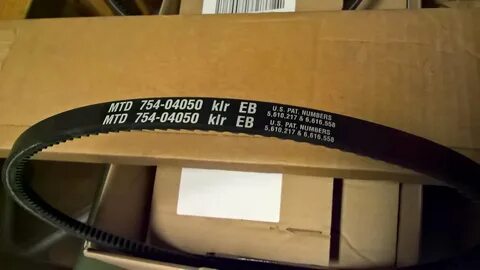 MTD 754-04050 klr EB U.S. PAT. NUMBERS
5,610,217 & 6,616,558
MTD 754-04050 klr EB U.S. PAT. NUMBERS
5,610,217 & 6,616,558